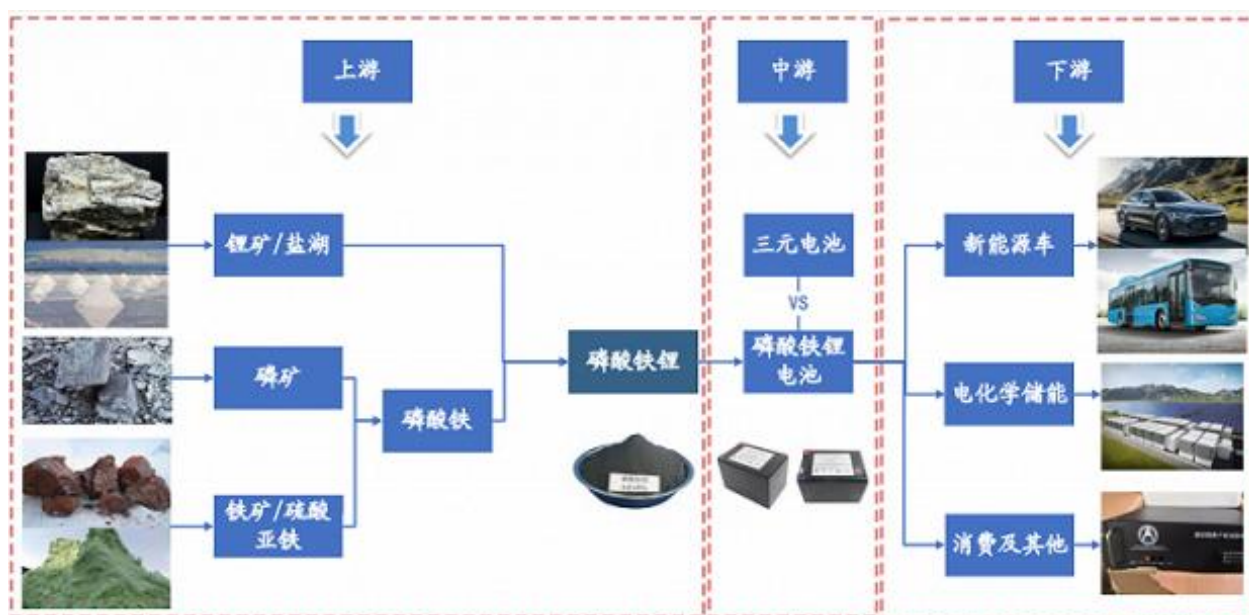 上游
中游
下游
锂矿/盐湖
磷矿
铁矿/硫酸
亚铁
磷酸铁
磷酸铁锂
三元电池
VS
磷酸铁锂
电池
新能源车
电化学储能
消费及其他